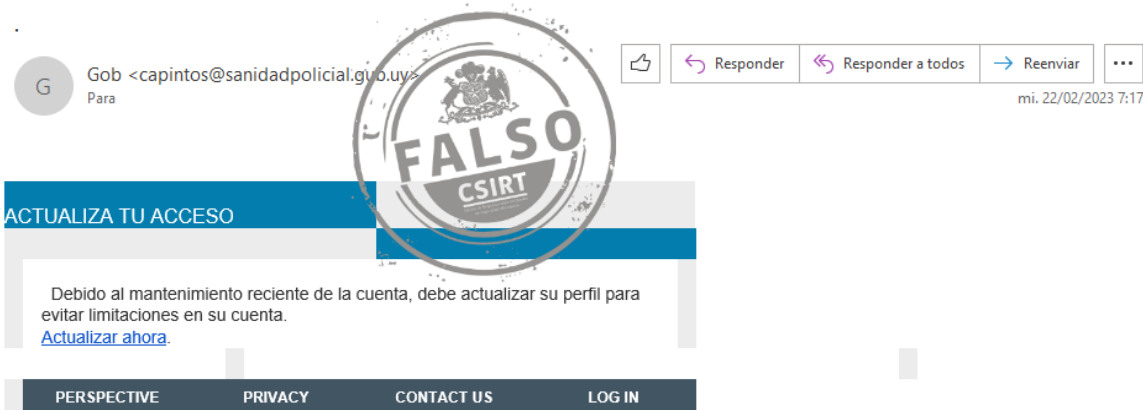 .
G
Gob <capintos@sanidadpolicial.gub.uy>
Para
Responder
Responder a todos
Reenviar
mi. 22/02/2023 7:17
FALSO
CSIRT
ACTUALIZA TU ACCESO
Debido al mantenimiento reciente de la cuenta, debe actualizar su perfil para
evitar limitaciones en su cuenta.
Actualizar ahora.
PERSPECTIVE PRIVACY CONTACT US LOG IN